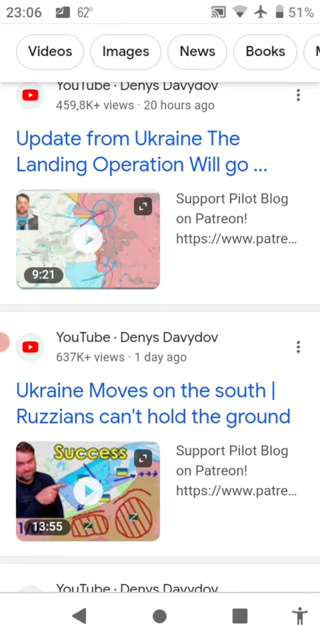 23:06 62° 51%
Videos Images News Books
YouTube · Denys Davydov
459,8K+ views · 20 hours ago
Update from Ukraine The
Landing Operation Will go ...
Support Pilot Blog
on Patreon!
https://www.patre...
9:21
YouTube · Denys Davydov
637K+ views · 1 day ago
Ukraine Moves on the south |
Ruzzians can't hold the ground
Success
Support Pilot Blog
on Patreon!
https://www.patre...
13:55
YouTube · Denys Davydov